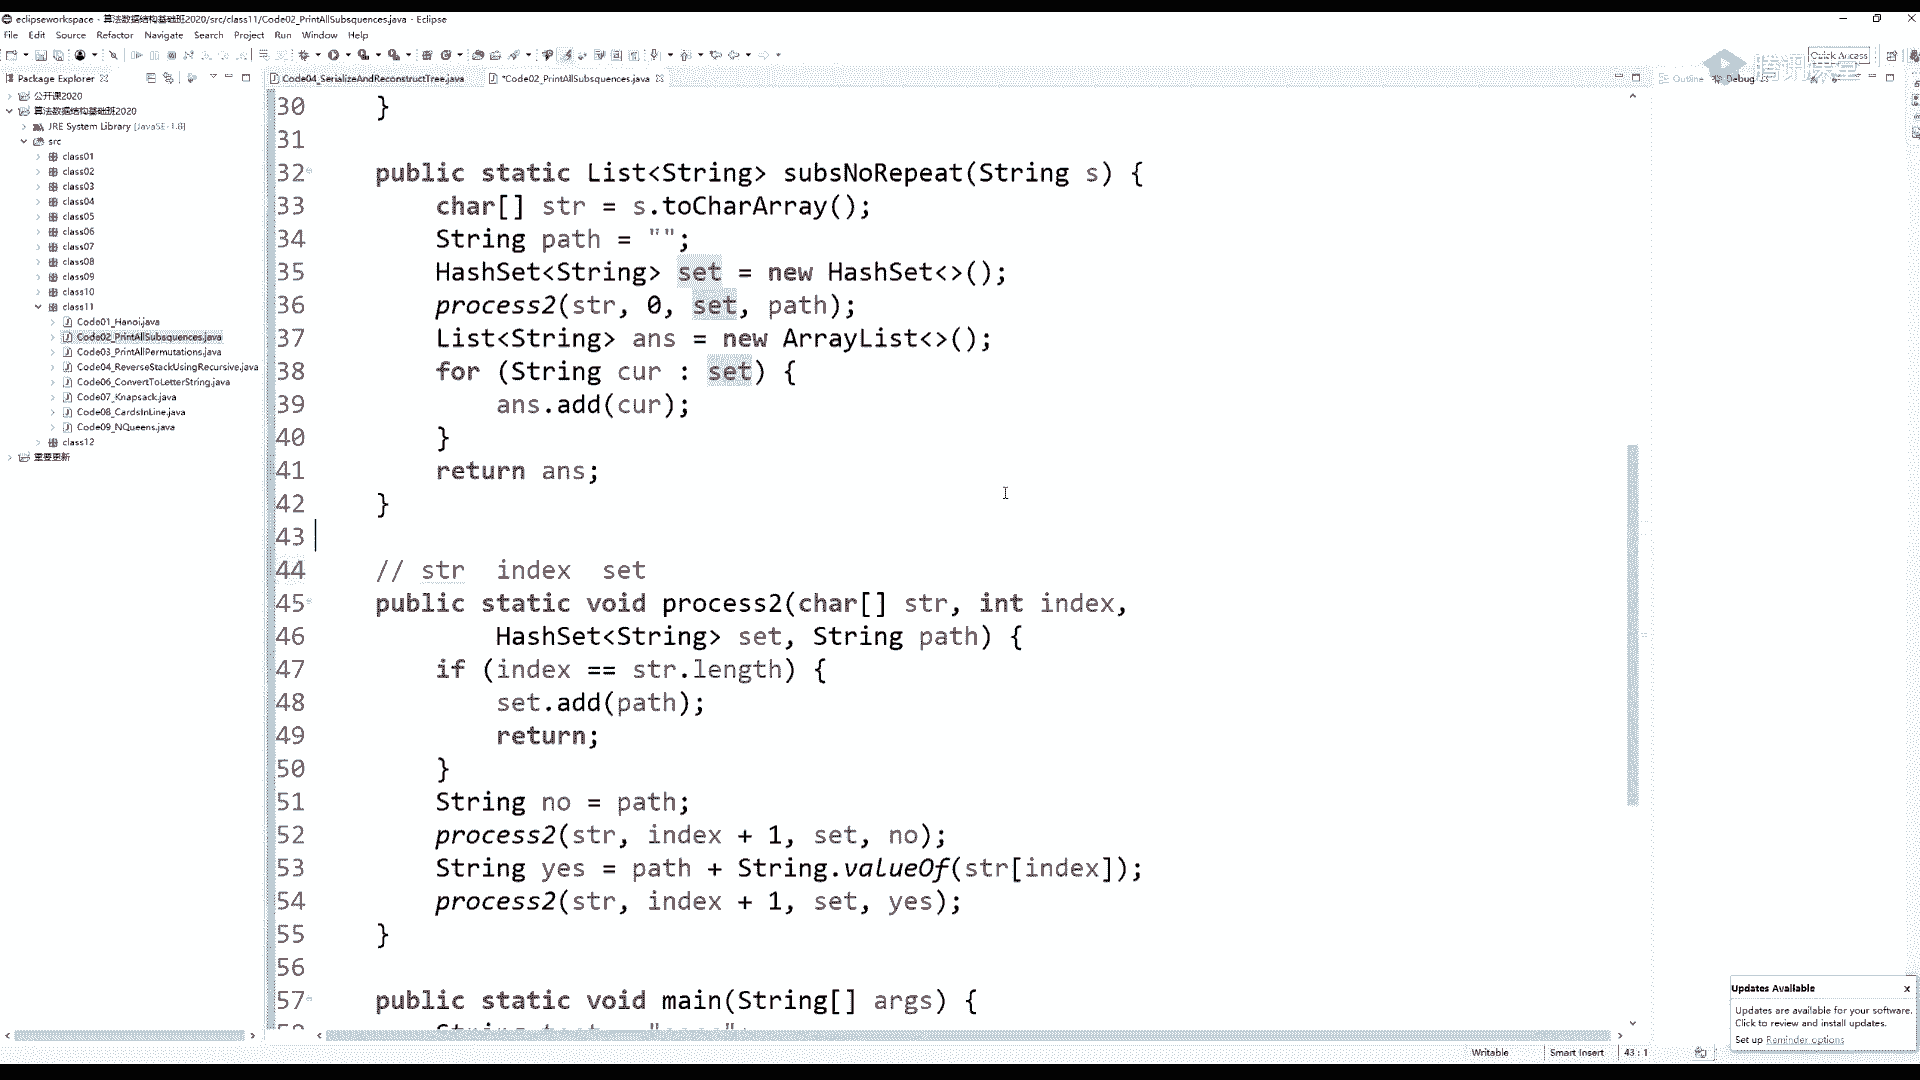 eclipseworkspace - 算法数据结构基础班2020/src/class11/Code02_PrintAllSubsquences.java - Eclipse
File Edit Source Refactor Navigate Search Project Run Window Help
Quick Access
腾讯课堂
Package Explorer
Code04_SerializeAndReconstructTree.java
*Code02_PrintAllSubsquences.java
Outline
Debug
公开课2020
算法数据结构基础班2020
JRE System Library [JavaSE-1.8]
src
class01
class02
class03
class04
class05
class06
class07
class08
class09
class10
class11
Code01_Hanoi.java
Code02_PrintAllSubsquences.java
Code03_PrintAllPermutations.java
Code04_ReverseStackUsingRecursive.java
Code06_ConvertToLetterString.java
Code07_Knapsack.java
Code08_CardsInLine.java
Code09_NQueens.java
class12
重要更新
30 }
31
32 public static List<String> subsNoRepeat(String s) {
33 char[] str = s.toCharArray();
34 String path = "";
35 HashSet<String> set = new HashSet<>();
36 process2(str, 0, set, path);
37 List<String> ans = new ArrayList<>();
38 for (String cur : set) {
39 ans.add(cur);
40 }
41 return ans;
42 }
43
44 // str index set
45 public static void process2(char[] str, int index,
46 HashSet<String> set, String path) {
47 if (index == str.length) {
48 set.add(path);
49 return;
50 }
51 String no = path;
52 process2(str, index + 1, set, no);
53 String yes = path + String.valueOf(str[index]);
54 process2(str, index + 1, set, yes);
55 }
56
57 public static void main(String[] args) {
Updates Available
Updates are available for your software.
Click to review and install updates.
Set up Reminder options
Writable
Smart Insert
43 : 1